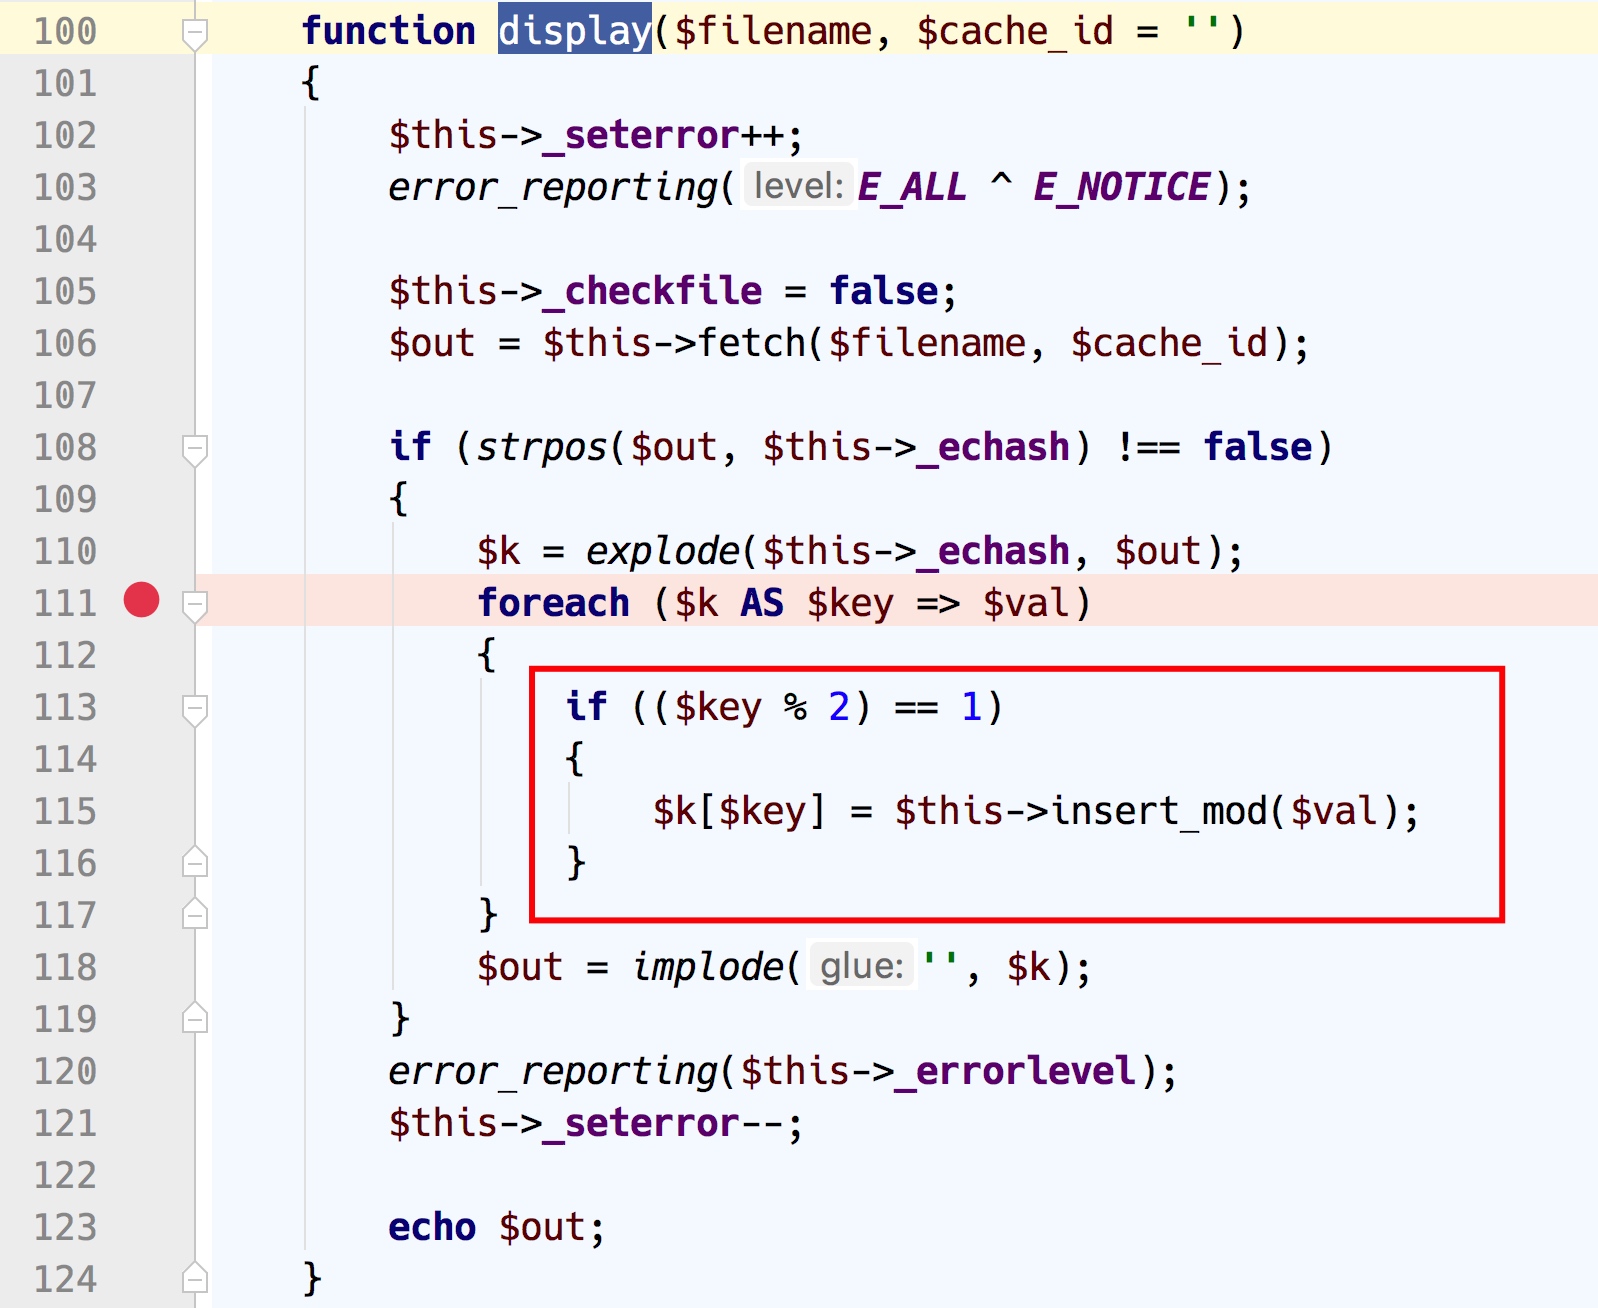 100 function display($filename, $cache_id = '')
101 {
102 $this->_seterror++;
103 error_reporting( level: E_ALL ^ E_NOTICE);
104
105 $this->_checkfile = false;
106 $out = $this->fetch($filename, $cache_id);
107
108 if (strpos($out, $this->_echash) !== false)
109 {
110 $k = explode($this->_echash, $out);
111 foreach ($k AS $key => $val)
112 {
113 if (($key % 2) == 1)
114 {
115 $k[$key] = $this->insert_mod($val);
116 }
117 }
118 $out = implode( glue: '', $k);
119 }
120 error_reporting($this->_errorlevel);
121 $this->_seterror--;
122
123 echo $out;
124 }